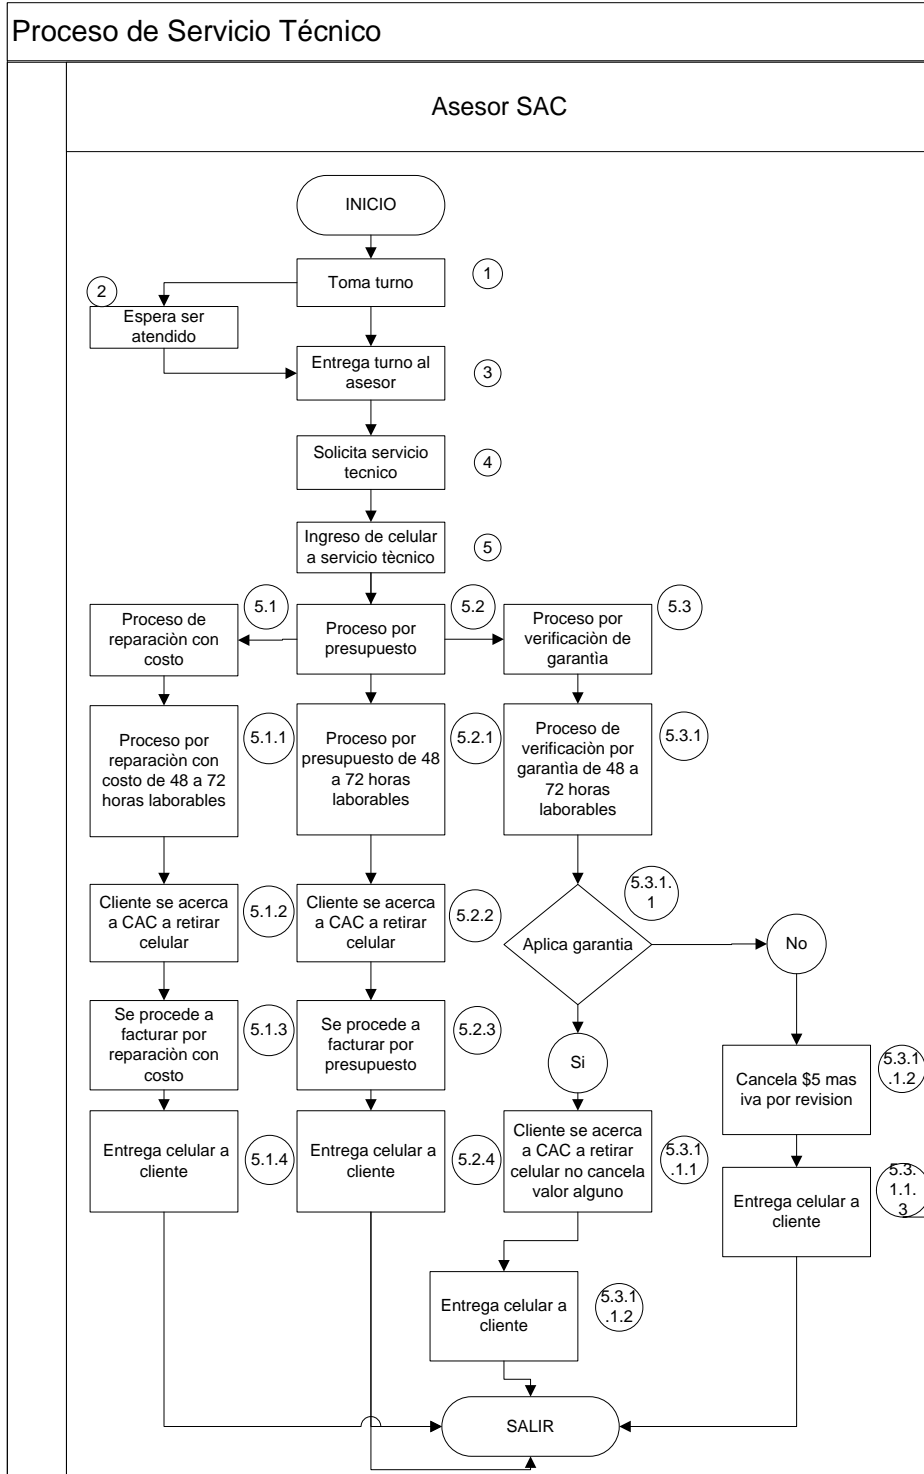 Proceso de Servicio Técnico
Asesor SAC
INICIO
Toma turno
1
2
Espera ser
atendido
Entrega turno al
asesor
3
Solicita servicio
tecnico
4
Ingreso de celular
a servicio tècnico
5
Proceso de
reparaciòn con
costo
5.1
Proceso por
presupuesto
5.2
Proceso por
verificaciòn de
garantìa
5.3
Proceso por
reparaciòn con
costo de 48 a 72
horas laborables
5.1.1
Proceso por
presupuesto de 48
a 72 horas
laborables
5.2.1
Proceso de
verificaciòn por
garantìa de 48 a
72 horas
laborables
5.3.1
Cliente se acerca
a CAC a retirar
celular
5.1.2
Cliente se acerca
a CAC a retirar
celular
5.2.2
Aplica garantia
5.3.1.
1
No
Se procede a
facturar por
reparaciòn con
costo
5.1.3
Se procede a
facturar por
presupuesto
5.2.3
Si
Cancela $5 mas
iva por revision
5.3.1
.1.2
Entrega celular a
cliente
5.1.4
Entrega celular a
cliente
5.2.4
Cliente se acerca
a CAC a retirar
celular no cancela
valor alguno
5.3.1
.1.1
Entrega celular a
cliente
5.3.
1.1.
3
Entrega celular a
cliente
5.3.1
.1.2
SALIR